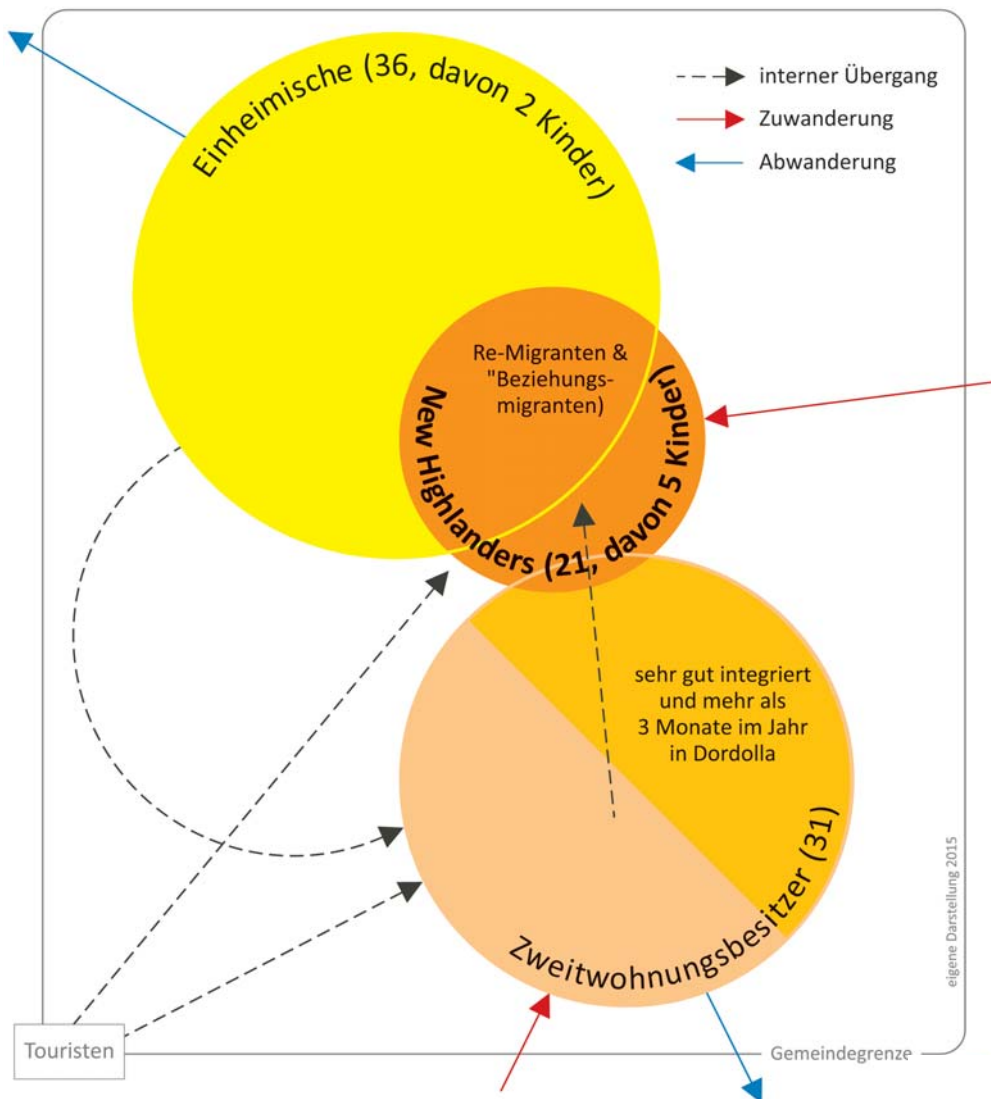 Einheimische (36, davon 2 Kinder)
interner Übergang
Zuwanderung
Abwanderung
Re-Migranten &
"Beziehungs-
migranten)
New Highlanders (21, davon 5 Kinder)
sehr gut integriert
und mehr als
3 Monate im Jahr
in Dordolla
Zweitwohnungsbesitzer (31)
eigene Darstellung 2015
Touristen
Gemeindegrenze